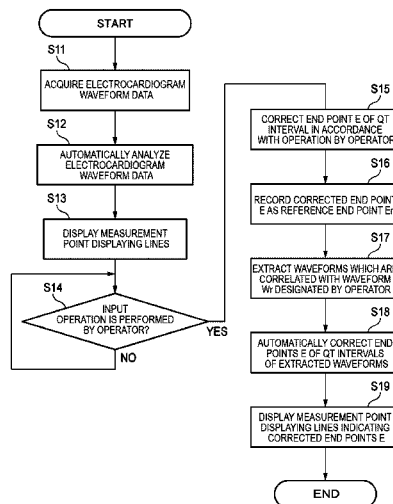 START
S11
ACQUIRE ELECTROCARDIOGRAM
WAVEFORM DATA
S12
AUTOMATICALLY ANALYZE
ELECTROCARDIOGRAM
WAVEFORM DATA
S13
DISPLAY MEASUREMENT
POINT DISPLAYING LINES
S14
INPUT
OPERATION IS PERFORMED
BY OPERATOR?
YES
NO
S15
CORRECT END POINT E OF QT
INTERVAL IN ACCORDANCE
WITH OPERATION BY OPERATOR
S16
RECORD CORRECTED END POINT
E AS REFERENCE END POINT Er
S17
EXTRACT WAVEFORMS WHICH ARE
CORRELATED WITH WAVEFORM
Wr DESIGNATED BY OPERATOR
S18
AUTOMATICALLY CORRECT END
POINTS E OF QT INTERVALS
OF EXTRACTED WAVEFORMS
S19
DISPLAY MEASUREMENT POINT
DISPLAYING LINES INDICATING
CORRECTED END POINTS E
END